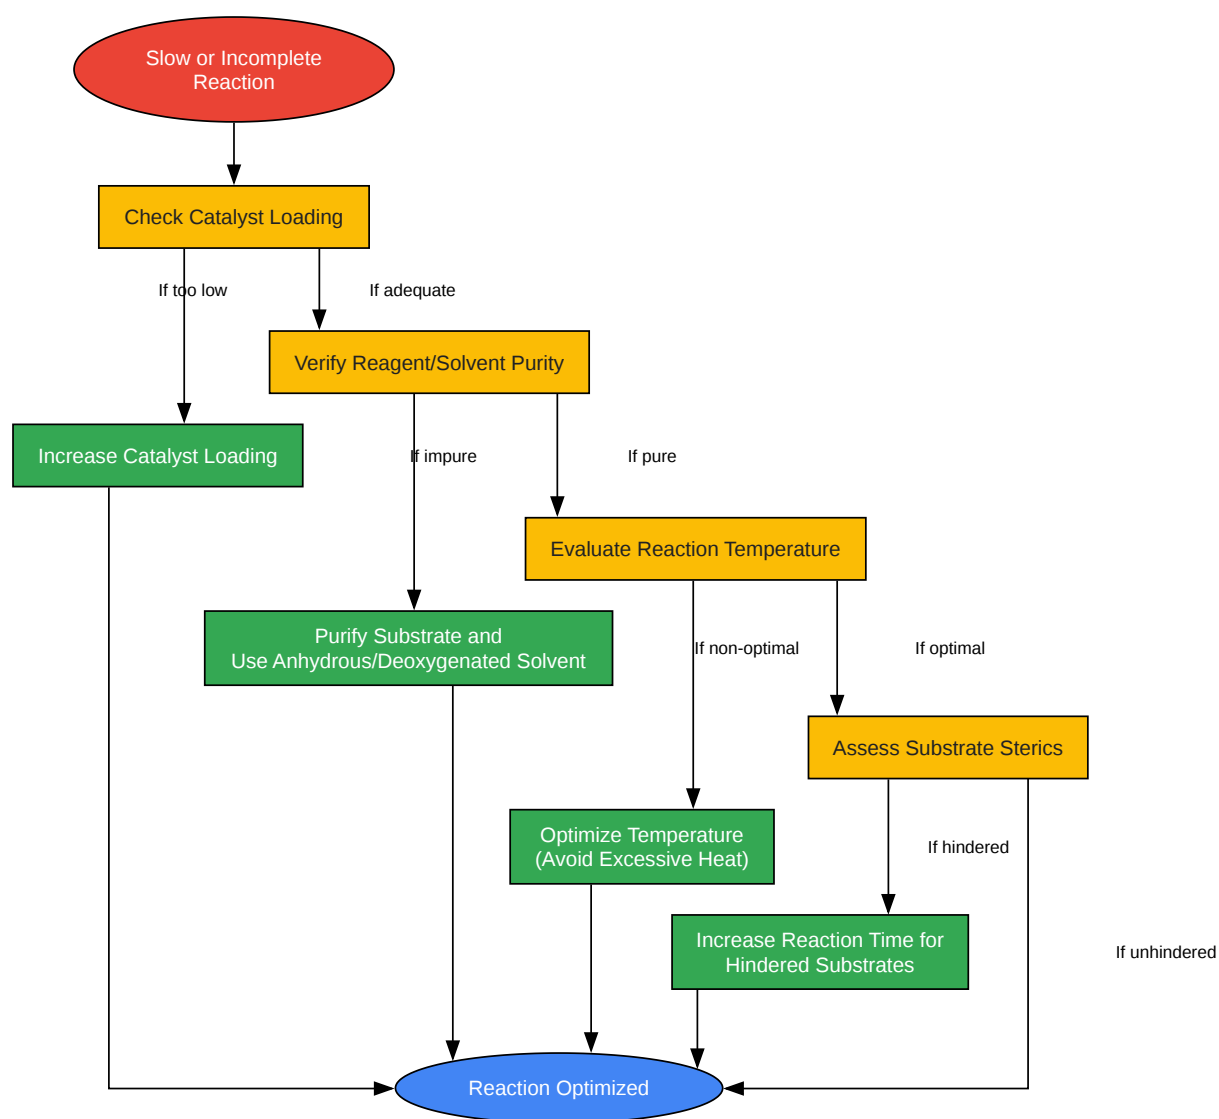 Slow or Incomplete
Reaction
Check Catalyst Loading
If too low
If adequate
Verify Reagent/Solvent Purity
Increase Catalyst Loading
If impure
If pure
Evaluate Reaction Temperature
Purify Substrate and
Use Anhydrous/Deoxygenated Solvent
If non-optimal
If optimal
Assess Substrate Sterics
Optimize Temperature
(Avoid Excessive Heat)
If hindered
Increase Reaction Time for
Hindered Substrates
If unhindered
Reaction Optimized